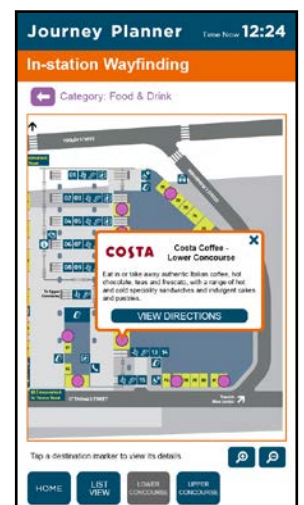 Journey Planner Time Now 12:24
In-station Wayfinding
Category: Food & Drink
COSTA
Costa Coffee -
Lower Concourse
Eat in or take away authentic Italian coffee, hot
chocolate, teas and frescato, with a range of hot
and cold speciality sandwiches and indulgent cakes
and pastries.
VIEW DIRECTIONS
Tap a destination marker to view its details
HOME
LIST
VIEW
LOWER
CONCOURSE
UPPER
CONCOURSE